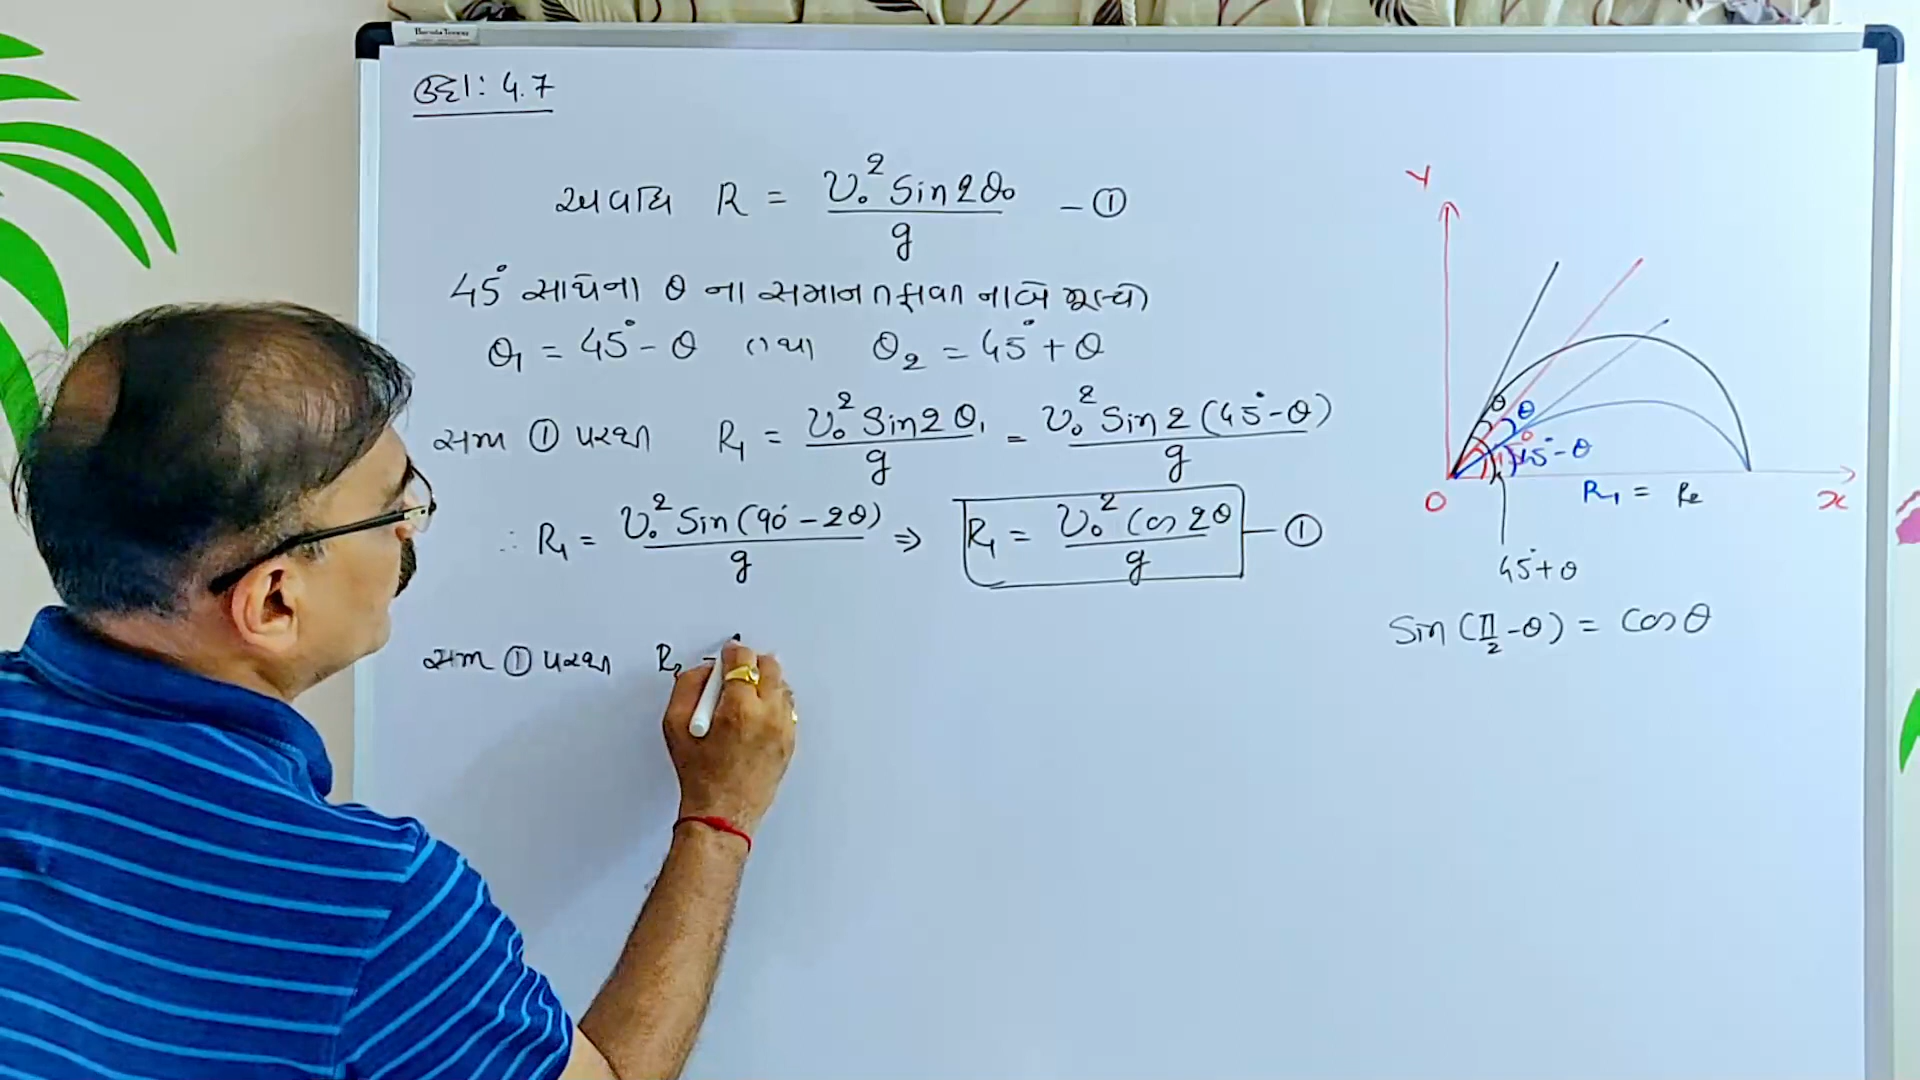 ઉદા: 4.7
અવધિ R = v₀² Sin2θ₀ / g — ①
45° સાથેના θ ના સમાન તફાવત ના બે મૂલ્યો
θ₁ = 45° - θ તથા θ₂ = 45° + θ
સમી ① પરથી R₁ = v₀² Sin2θ₁ / g = v₀² Sin2(45° - θ) / g
∴ R₁ = v₀² Sin(90° - 2θ) / g ⇒ R₁ = v₀² Cos2θ / g — ①
સમી ① પરથી R₂ =
Y
θ
θ
45° - θ
O
R₁ = R₂
x
45° + θ
Sin(π/2 - θ) = Cosθ